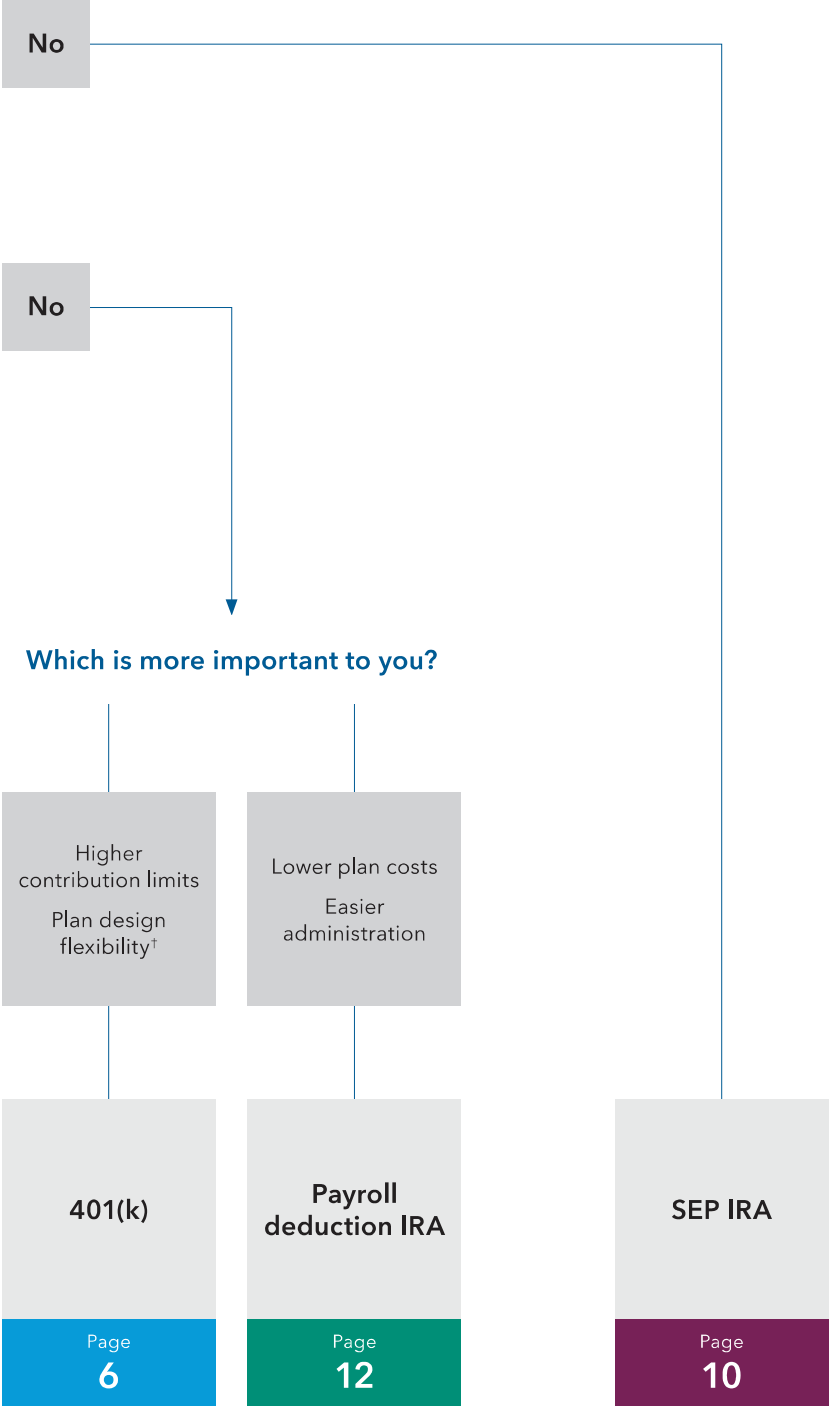 No
No
Which is more important to you?
Higher
contribution limits
Plan design
flexibility†
Lower plan costs
Easier
administration
401(k)
Payroll
deduction IRA
SEP IRA
Page
6
Page
12
Page
10